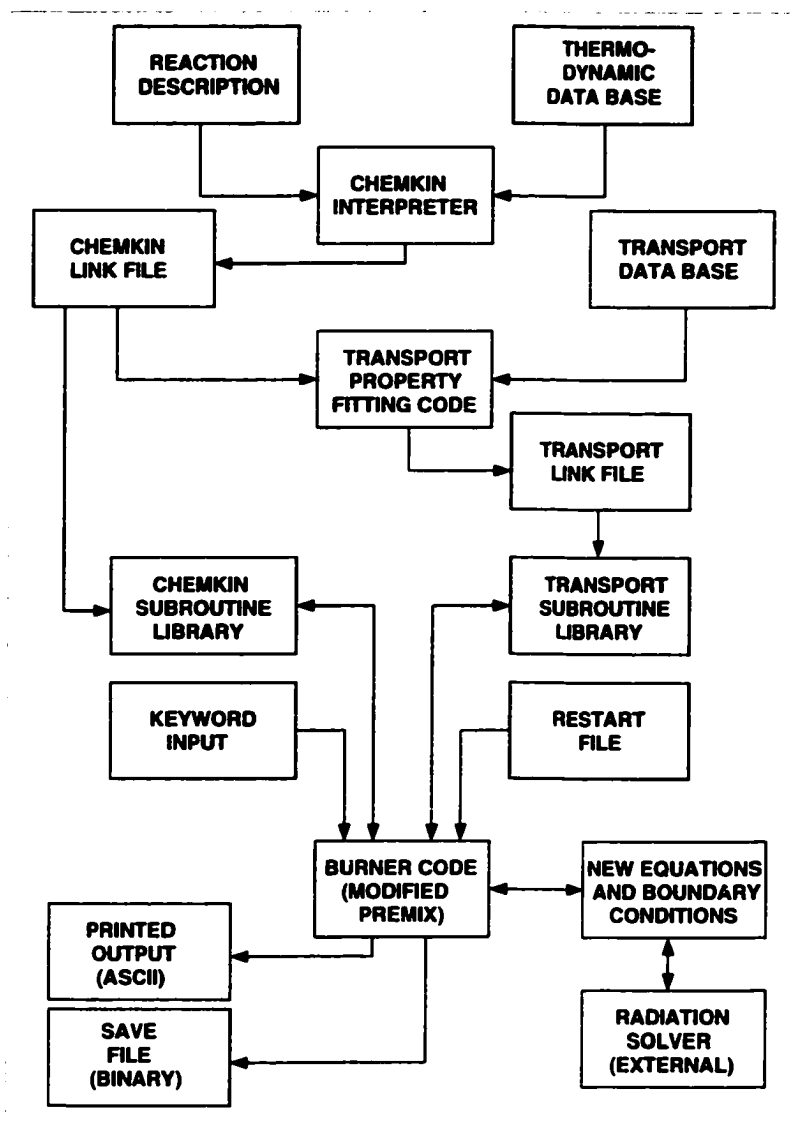 REACTION
DESCRIPTION
THERMO-
DYNAMIC
DATA BASE
CHEMKIN
INTERPRETER
CHEMKIN
LINK FILE
TRANSPORT
DATA BASE
TRANSPORT
PROPERTY
FITTING CODE
TRANSPORT
LINK FILE
CHEMKIN
SUBROUTINE
LIBRARY
TRANSPORT
SUBROUTINE
LIBRARY
KEYWORD
INPUT
RESTART
FILE
BURNER CODE
(MODIFIED
PREMIX)
NEW EQUATIONS
AND BOUNDARY
CONDITIONS
PRINTED
OUTPUT
(ASCII)
SAVE
FILE
(BINARY)
RADIATION
SOLVER
(EXTERNAL)